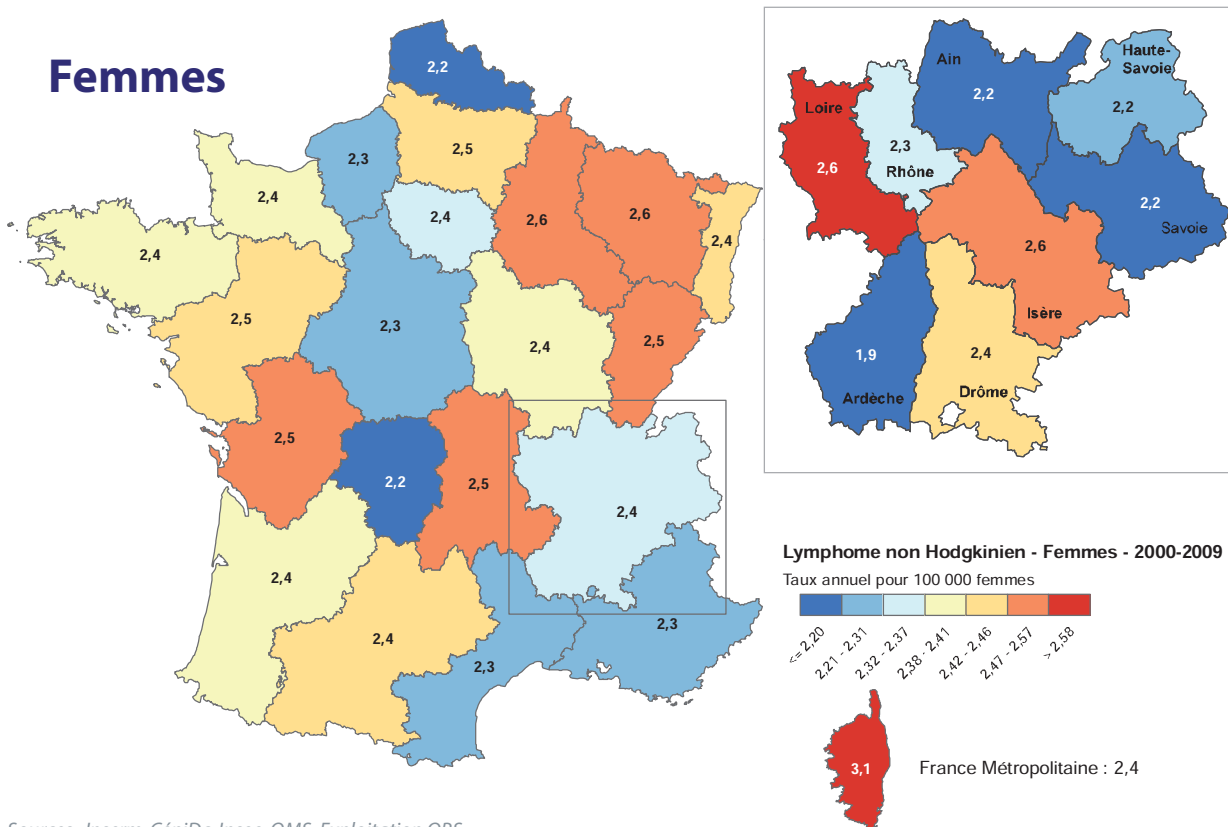 Femmes
2,2
2,3
2,5
2,4
2,4
2,6
2,6
2,4
2,4
2,5
2,3
2,4
2,5
2,5
2,2
2,5
2,4
2,4
2,4
2,3
2,3
Ain
2,2
Haute-
Savoie
2,2
Loire
2,6
2,3
Rhône
2,2
Savoie
2,6
Isère
1,9
Ardèche
2,4
Drôme
Lymphome non Hodgkinien - Femmes - 2000-2009
Taux annuel pour 100 000 femmes
<= 2,20
2,21 - 2,31
2,32 - 2,37
2,38 - 2,41
2,42 - 2,46
2,47 - 2,57
> 2,58
3,1
France Métropolitaine : 2,4